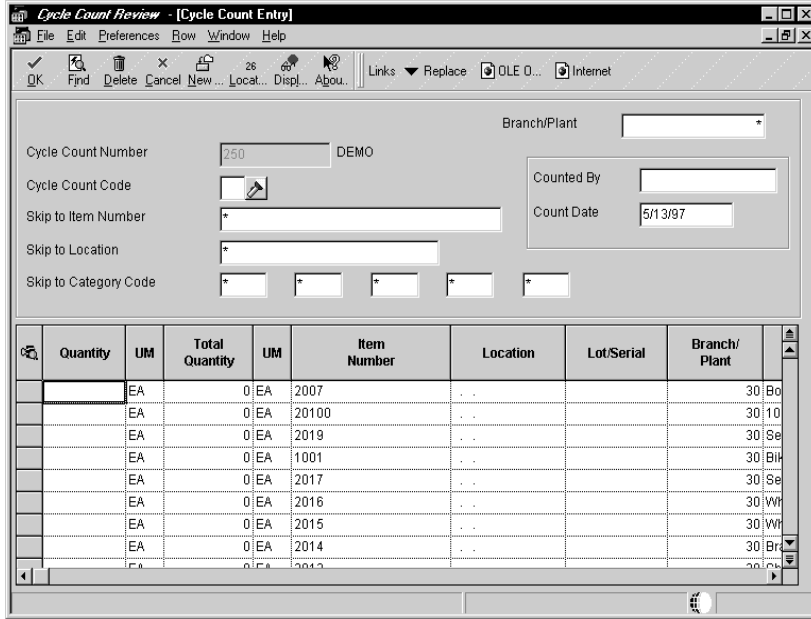 Cycle Count Review - [Cycle Count Entry]
File Edit Preferences Row Window Help
OK Find Delete Cancel New ... Locat... Displ... Abou.. Links Replace OLE O... Internet
26
Branch/Plant *
Cycle Count Number 250 DEMO
Cycle Count Code
Counted By
Skip to Item Number *
Count Date 5/13/97
Skip to Location *
Skip to Category Code * * * * *
Quantity UM Total Quantity UM Item Number Location Lot/Serial Branch/ Plant
EA 0 EA 2007 . . 30 Bo
EA 0 EA 20100 . . 30 10
EA 0 EA 2019 . . 30 Se
EA 0 EA 1001 . . 30 Bik
EA 0 EA 2017 . . 30 Se
EA 0 EA 2016 . . 30 Wh
EA 0 EA 2015 . . 30 Wh
EA 0 EA 2014 . . 30 Bra